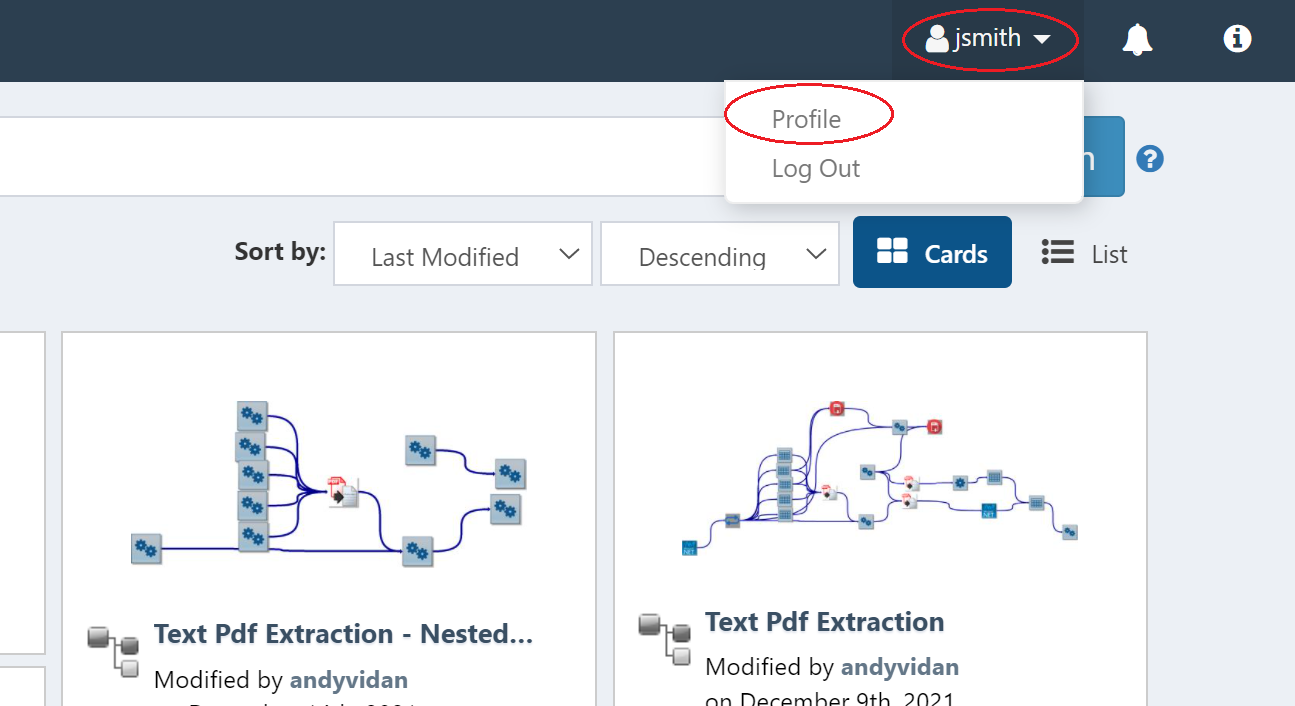 jsmith
Profile
Log Out
Sort by:
Last Modified
Descending
Cards
List
Text Pdf Extraction - Nested...
Modified by andyvidan
Text Pdf Extraction
Modified by andyvidan
on December 9th, 2021